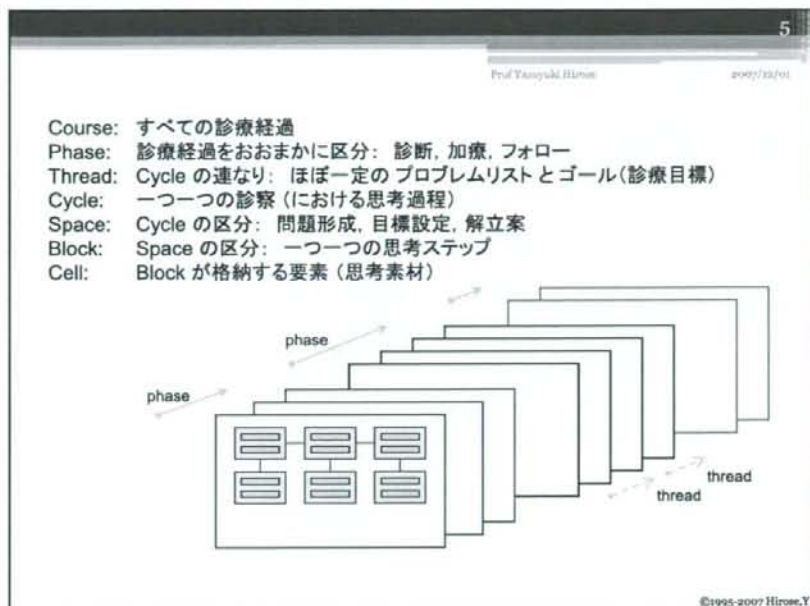 5
Prof Yasuyuki Hirose 2007/12/01
Course: すべての診療経過
Phase: 診療経過をおおまかに区分: 診断, 加療, フォロー
Thread: Cycle の連なり: ほぼ一定の プロブレムリスト とゴール(診療目標)
Cycle: 一つ一つの診察 (における思考過程)
Space: Cycle の区分: 問題形成, 目標設定, 解立案
Block: Space の区分: 一つ一つの思考ステップ
Cell: Block が格納する要素 (思考素材)
phase
phase
thread
thread
©1995-2007 Hirose,Y